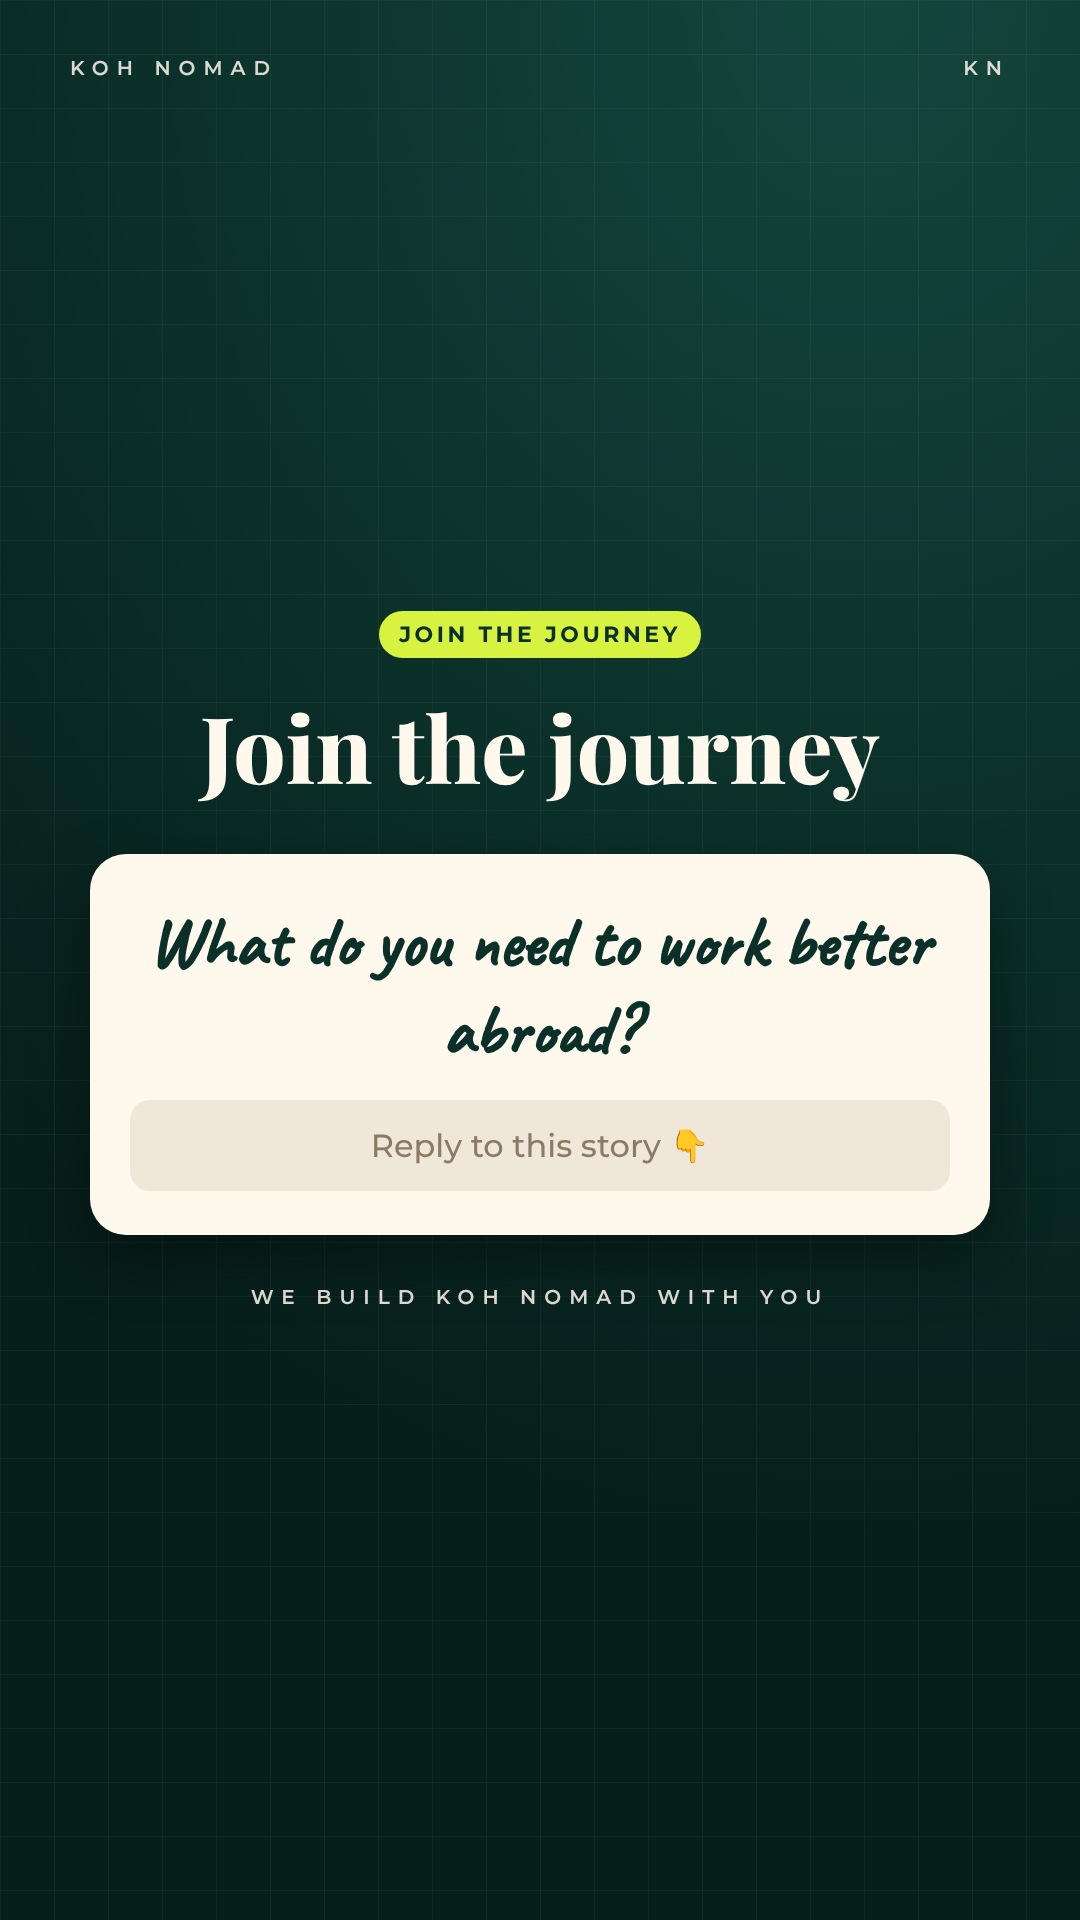 KOH NOMAD
KN
JOIN THE JOURNEY
Join the journey
What do you need to work better
abroad?
Reply to this story 👇
WE BUILD KOH NOMAD WITH YOU